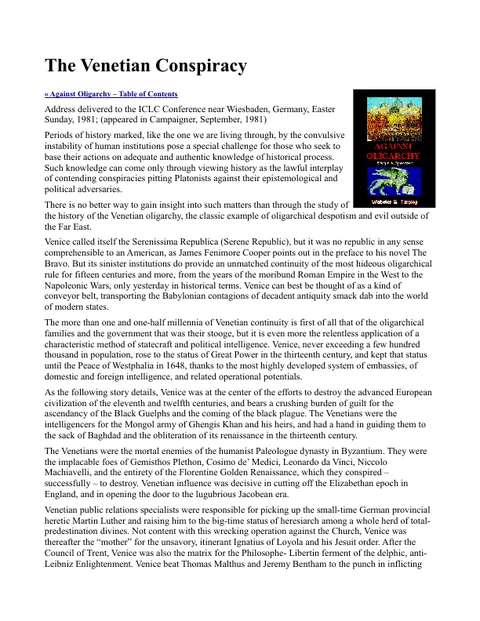 The Venetian Conspiracy
« Against Oligarchy – Table of Contents
Address delivered to the ICLC Conference near Wiesbaden, Germany, Easter
Sunday, 1981; (appeared in Campaigner, September, 1981)
Periods of history marked, like the one we are living through, by the convulsive
instability of human institutions pose a special challenge for those who seek to
base their actions on adequate and authentic knowledge of historical process.
Such knowledge can come only through viewing history as the lawful interplay
of contending conspiracies pitting Platonists against their epistemological and
political adversaries.
AGAINST
OLIGARCHY
Webster G. Tarpley
There is no better way to gain insight into such matters than through the study of
the history of the Venetian oligarchy, the classic example of oligarchical despotism and evil outside of
the Far East.
Venice called itself the Serenissima Republica (Serene Republic), but it was no republic in any sense
comprehensible to an American, as James Fenimore Cooper points out in the preface to his novel The
Bravo. But its sinister institutions do provide an unmatched continuity of the most hideous oligarchical
rule for fifteen centuries and more, from the years of the moribund Roman Empire in the West to the
Napoleonic Wars, only yesterday in historical terms. Venice can best be thought of as a kind of
conveyor belt, transporting the Babylonian contagions of decadent antiquity smack dab into the world
of modern states.
The more than one and one-half millennia of Venetian continuity is first of all that of the oligarchical
families and the government that was their stooge, but it is even more the relentless application of a
characteristic method of statecraft and political intelligence. Venice, never exceeding a few hundred
thousand in population, rose to the status of Great Power in the thirteenth century, and kept that status
until the Peace of Westphalia in 1648, thanks to the most highly developed system of embassies, of
domestic and foreign intelligence, and related operational potentials.
As the following story details, Venice was at the center of the efforts to destroy the advanced European
civilization of the eleventh and twelfth centuries, and bears a crushing burden of guilt for the
ascendancy of the Black Guelphs and the coming of the black plague. The Venetians were the
intelligencers for the Mongol army of Ghengis Khan and his heirs, and had a hand in guiding them to
the sack of Baghdad and the obliteration of its renaissance in the thirteenth century.
The Venetians were the mortal enemies of the humanist Paleologue dynasty in Byzantium. They were
the implacable foes of Gemisthos Plethon, Cosimo de’ Medici, Leonardo da Vinci, Niccolo
Machiavelli, and the entirety of the Florentine Golden Renaissance, which they conspired –
successfully – to destroy. Venetian influence was decisive in cutting off the Elizabethan epoch in
England, and in opening the door to the lugubrious Jacobean era.
Venetian public relations specialists were responsible for picking up the small-time German provincial
heretic Martin Luther and raising him to the big-time status of heresiarch among a whole herd of total-
predestination divines. Not content with this wrecking operation against the Church, Venice was
thereafter the “mother” for the unsavory, itinerant Ignatius of Loyola and his Jesuit order. After the
Council of Trent, Venice was also the matrix for the Philosophe- Libertin ferment of the delphic, anti-
Leibniz Enlightenment. Venice beat Thomas Malthus and Jeremy Bentham to the punch in inflicting